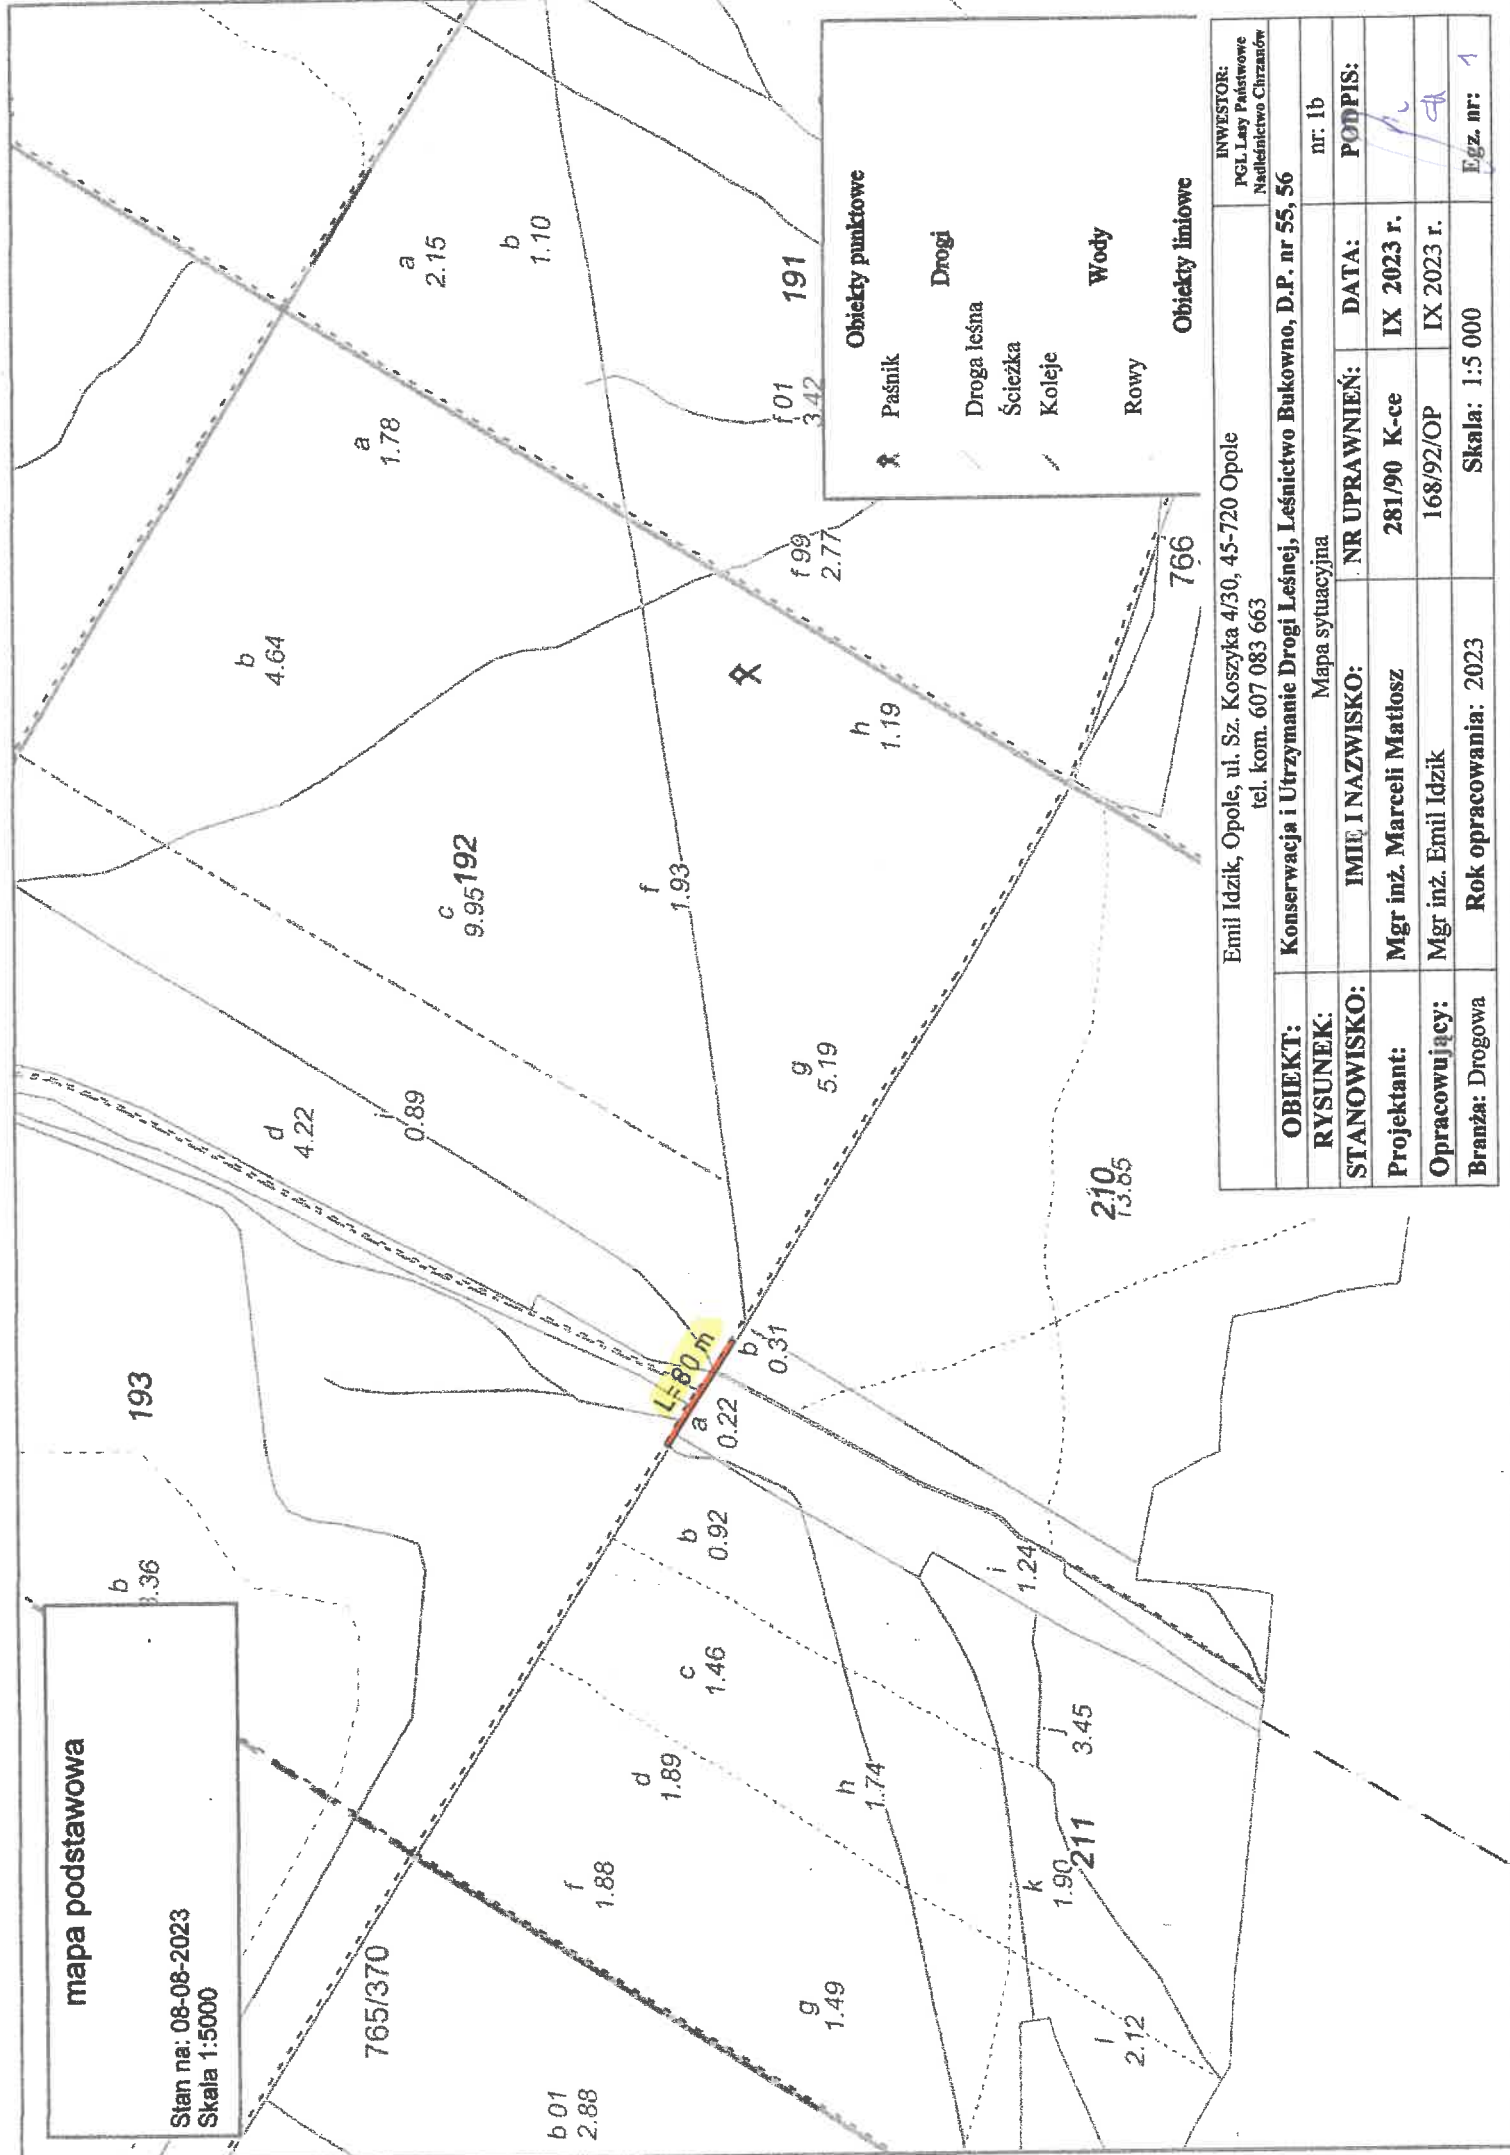 mapa podstawowa
Stan na: 08-08-2023
Skala 1:5000
193
b
765/370
b 01
2.88
f
1.88
g
1.49
d
1.89
c
1.46
b
0.92
h
1.74
l
2.12
k
1.90
211
j
3.45
i
1.24
L=80 m
a
0.22
b
0.31
d
4.22
i
0.89
c
9.95 192
f
1.93
g
5.19
210
13.85
b
4.64
h
1.19
a
1.78
a
2.15
b
1.10
191
f 01
3.42
f 99
2.77
766
Obiekty punktowe
Paśnik
Drogi
Droga leśna
Ścieżka
Koleje
Wody
Rowy
Obiekty liniowe
Emil Idzik, Opole, ul. Sz. Koszyka 4/30, 45-720 Opole
tel. kom. 607 083 663
INWESTOR:
PGL Lasy Państwowe
Nadleśnictwo Chrzanów
OBIEKT: Konserwacja i Utrzymanie Drogi Leśnej, Leśnictwo Bukowno, D.P. nr 55, 56
RYSUNEK: Mapa sytuacyjna nr: 1b
STANOWISKO: IMIĘ I NAZWISKO: NR UPRAWNIEŃ: DATA: PODPIS:
Projektant: Mgr inż. Marceli Matłosz 281/90 K-ce IX 2023 r.
Opracowujący: Mgr inż. Emil Idzik 168/92/OP IX 2023 r.
Branża: Drogowa Rok opracowania: 2023 Skala: 1:5 000 Egz. nr: 1